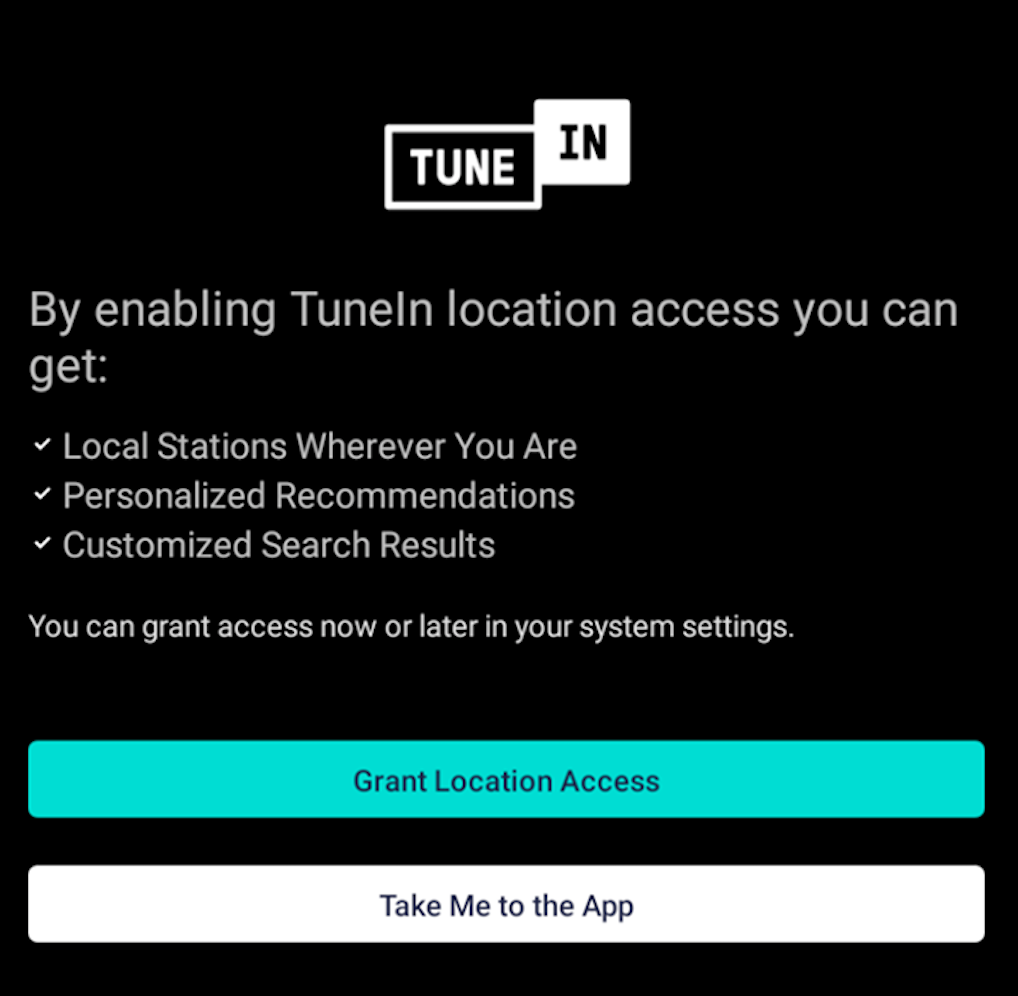 TUNE IN
By enabling TuneIn location access you can
get:
Local Stations Wherever You Are
Personalized Recommendations
Customized Search Results
You can grant access now or later in your system settings.
Grant Location Access
Take Me to the App